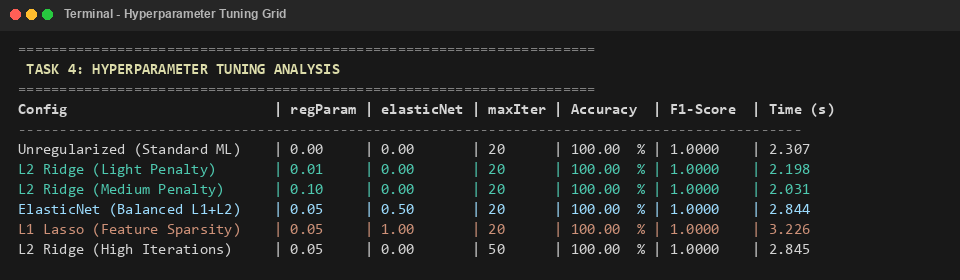 Terminal - Hyperparameter Tuning Grid
======================================================================
TASK 4: HYPERPARAMETER TUNING ANALYSIS
======================================================================
Config | regParam | elasticNet | maxIter | Accuracy | F1-Score | Time (s)
-----------------------------------------------------------------------------------------------
Unregularized (Standard ML) | 0.00 | 0.00 | 20 | 100.00 % | 1.0000 | 2.307
L2 Ridge (Light Penalty) | 0.01 | 0.00 | 20 | 100.00 % | 1.0000 | 2.198
L2 Ridge (Medium Penalty) | 0.10 | 0.00 | 20 | 100.00 % | 1.0000 | 2.031
ElasticNet (Balanced L1+L2) | 0.05 | 0.50 | 20 | 100.00 % | 1.0000 | 2.844
L1 Lasso (Feature Sparsity) | 0.05 | 1.00 | 20 | 100.00 % | 1.0000 | 3.226
L2 Ridge (High Iterations) | 0.05 | 0.00 | 50 | 100.00 % | 1.0000 | 2.845